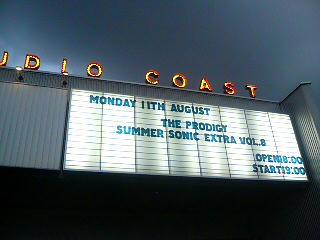 UDIO COAST
MONDAY 11TH AUGUST
THE PRODIGY
SUMMER SONIC EXTRA VOL.8
OPEN18:00
START19:00